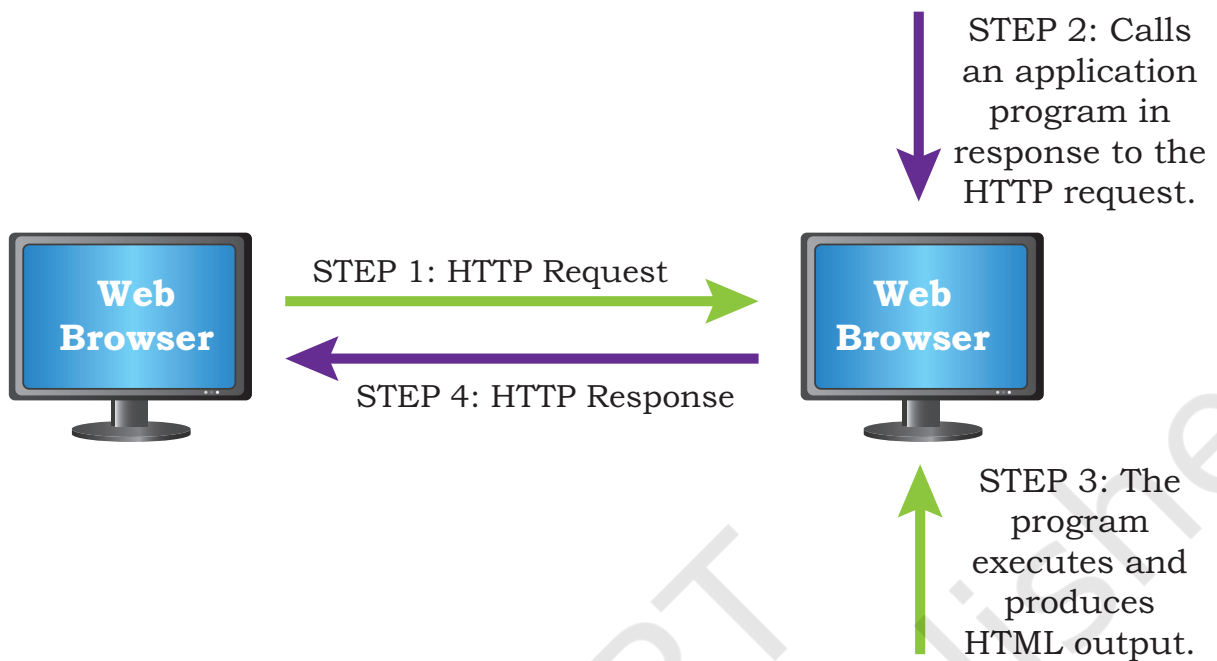 STEP 2: Calls
an application
program in
response to the
HTTP request.
Web
Browser
STEP 1: HTTP Request
STEP 4: HTTP Response
Web
Browser
STEP 3: The
program
executes and
produces
HTML output.